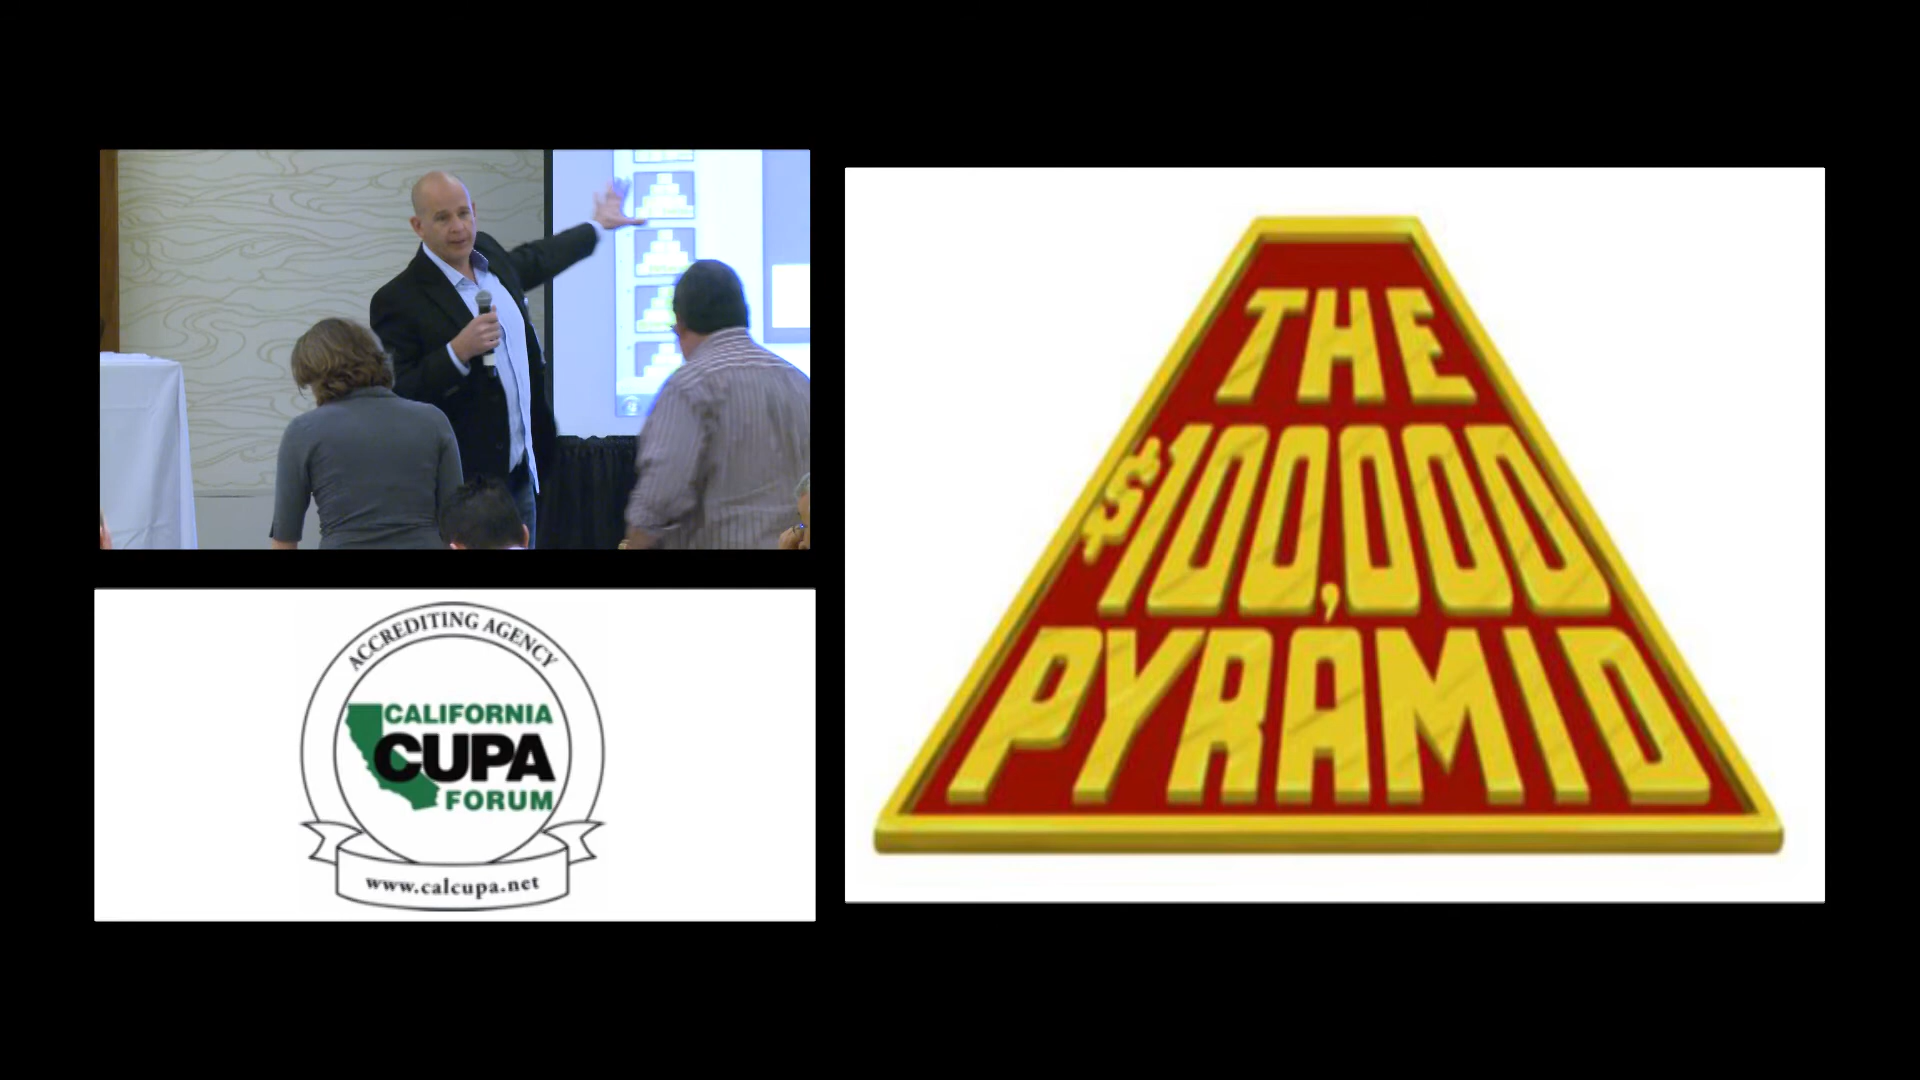 ACCREDITING AGENCY
CALIFORNIA
CUPA
FORUM
www.calcupa.net
THE
$100,000
PYRAMID